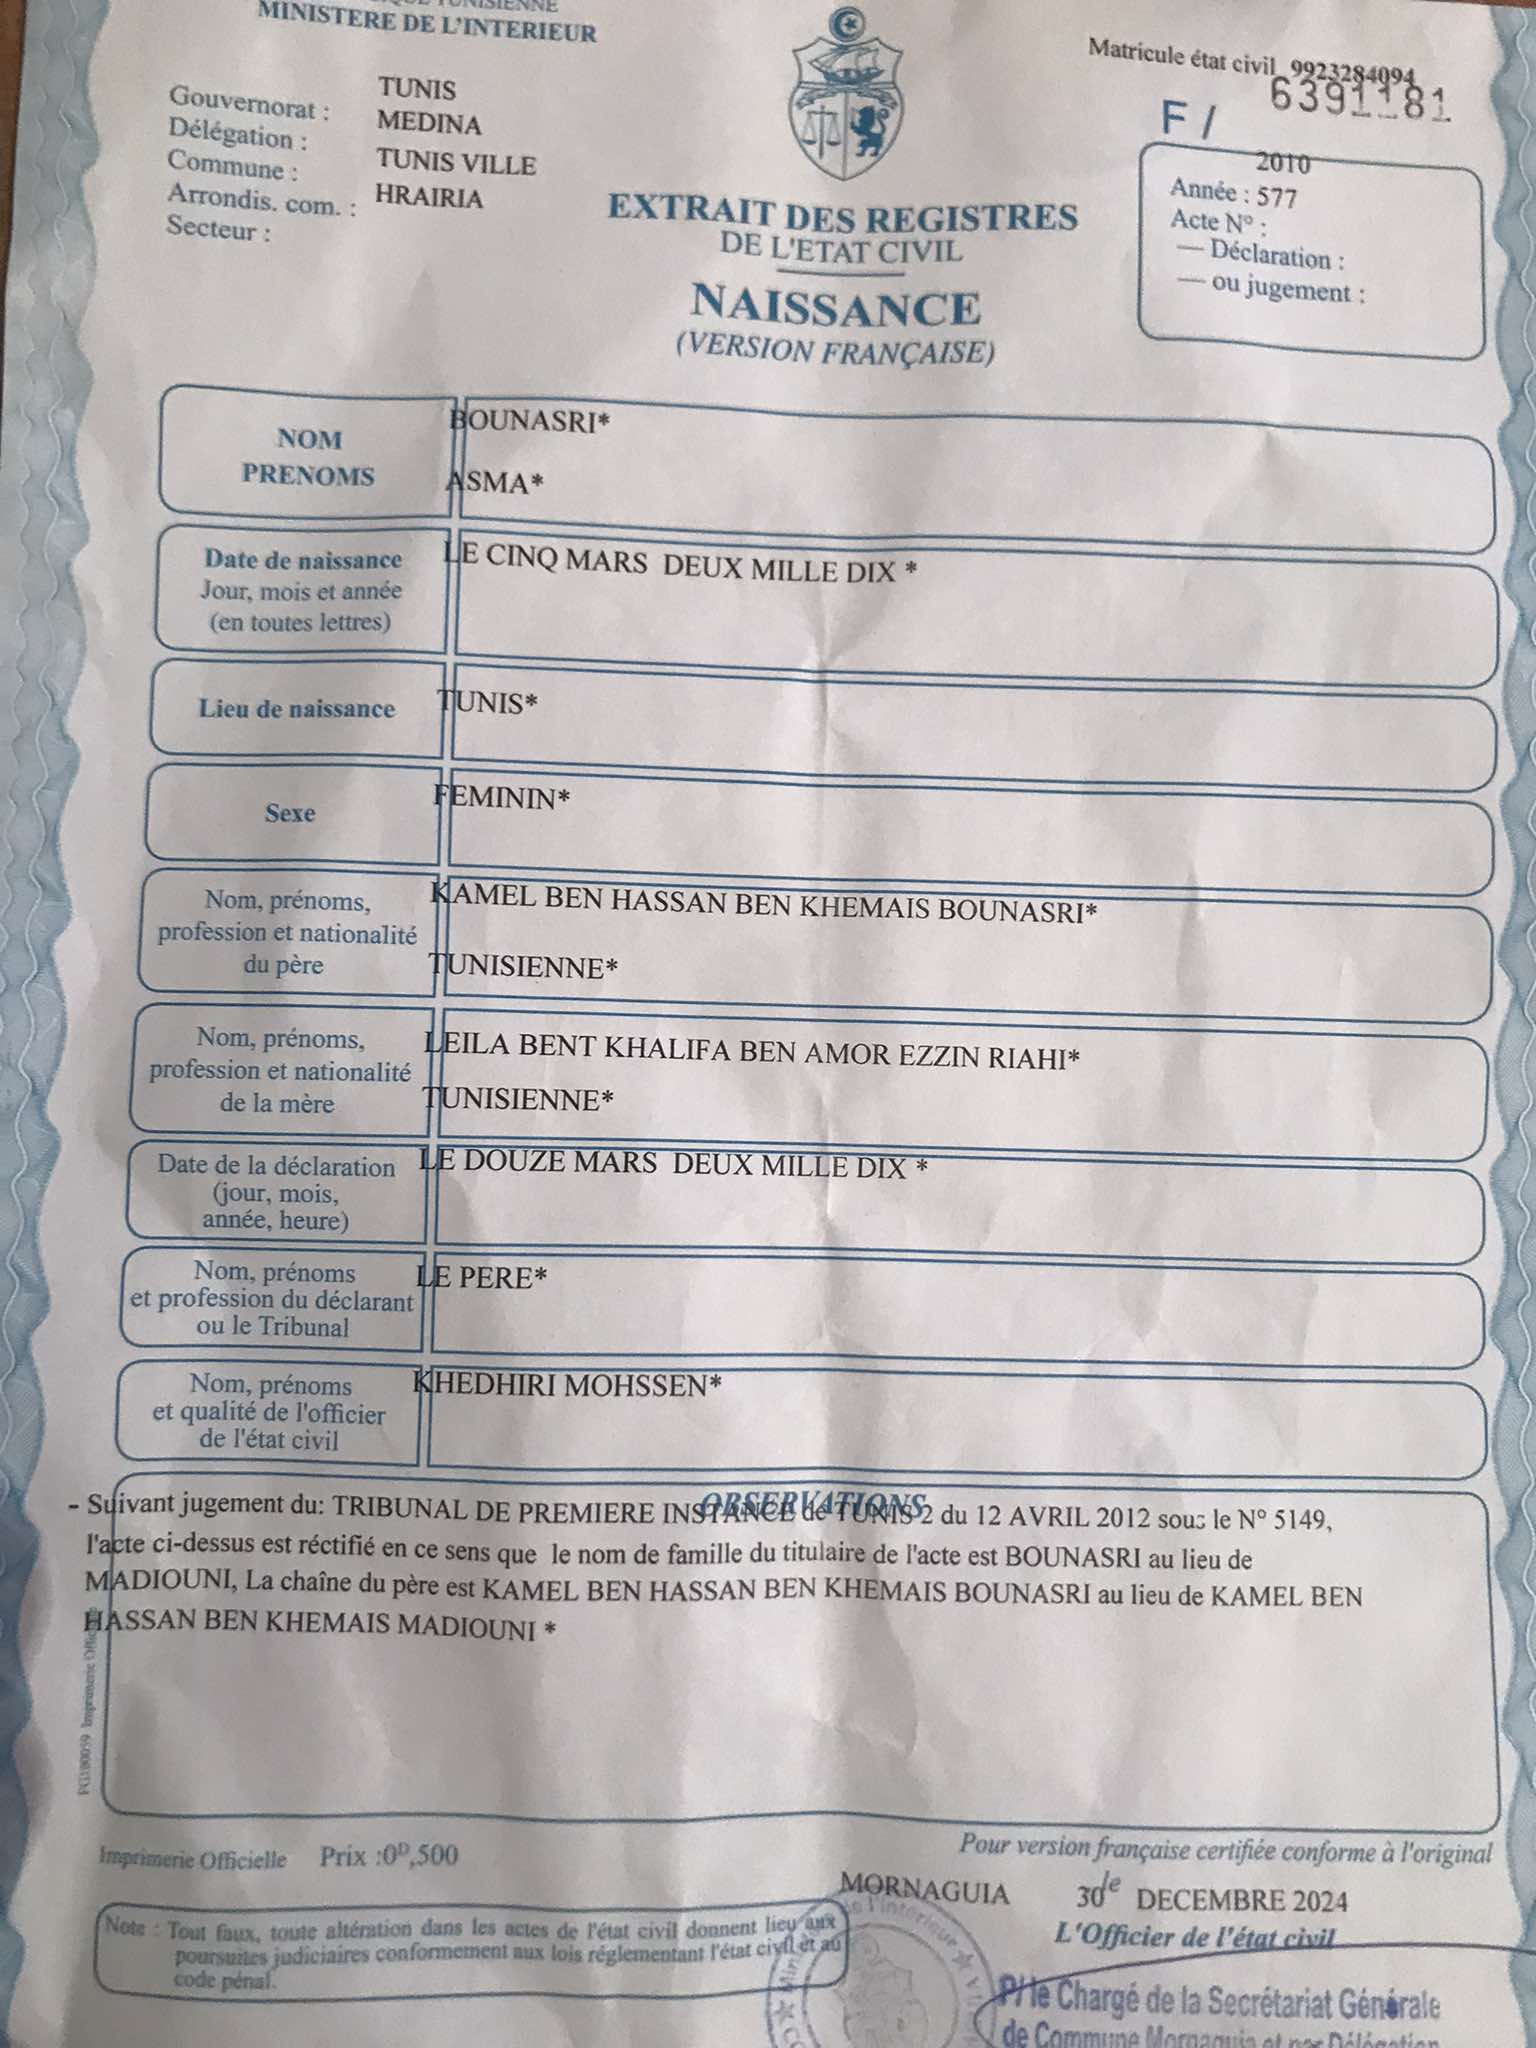 TUNISIENNE
MINISTERE DE L'INTERIEUR
Gouvernorat : TUNIS
Délégation : MEDINA
Commune : TUNIS VILLE
Arrondis. com. : HRAIRIA
Secteur :
EXTRAIT DES REGISTRES
DE L'ETAT CIVIL
NAISSANCE
(VERSION FRANÇAISE)
Matricule état civil 9923284094
F/ 6391181
2010
Année : 577
Acte N° :
— Déclaration :
— ou jugement :
NOM BOUNASRI*
PRENOMS ASMA*
Date de naissance LE CINQ MARS DEUX MILLE DIX *
Jour, mois et année
(en toutes lettres)
Lieu de naissance TUNIS*
Sexe FEMININ*
Nom, prénoms, KAMEL BEN HASSAN BEN KHEMAIS BOUNASRI*
profession et nationalité
du père TUNISIENNE*
Nom, prénoms, LEILA BENT KHALIFA BEN AMOR EZZIN RIAHI*
profession et nationalité
de la mère TUNISIENNE*
Date de la déclaration LE DOUZE MARS DEUX MILLE DIX *
(jour, mois,
année, heure)
Nom, prénoms LE PERE*
et profession du déclarant
ou le Tribunal
Nom, prénoms KHEDHIRI MOHSSEN*
et qualité de l'officier
de l'état civil
OBSERVATIONS
- Suivant jugement du: TRIBUNAL DE PREMIERE INSTANCE de TUNIS 2 du 12 AVRIL 2012 sous le N° 5149,
l'acte ci-dessus est réctifié en ce sens que le nom de famille du titulaire de l'acte est BOUNASRI au lieu de
MADIOUNI, La chaîne du père est KAMEL BEN HASSAN BEN KHEMAIS BOUNASRI au lieu de KAMEL BEN
HASSAN BEN KHEMAIS MADIOUNI *
Imprimerie
Imprimerie Officielle Prix :0ᴰ,500
Pour version française certifiée conforme à l'original
MORNAGUIA 30 le DECEMBRE 2024
L'Officier de l'état civil
Note : Tout faux, toute altération dans les actes de l'état civil donnent lieu aux
poursuites judiciaires conformement aux lois réglementant l'état civil et au
code pénal.
de l'intérieur
P/ le Chargé de la Secrétariat Générale
de Commune Mornaguia et par Délégation